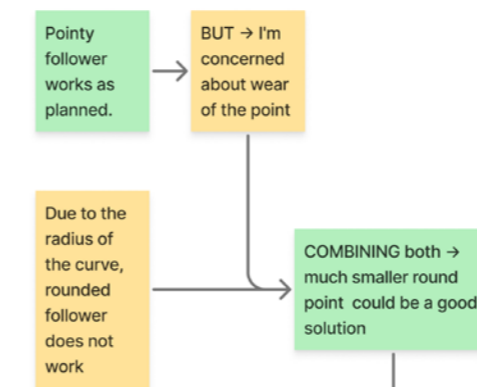 Pointy
follower
works as
planned.
BUT → I'm
concerned
about wear
of the point
Due to the
radius of
the curve,
rounded
follower
does not
work
COMBINING both →
much smaller round
point could be a good
solution